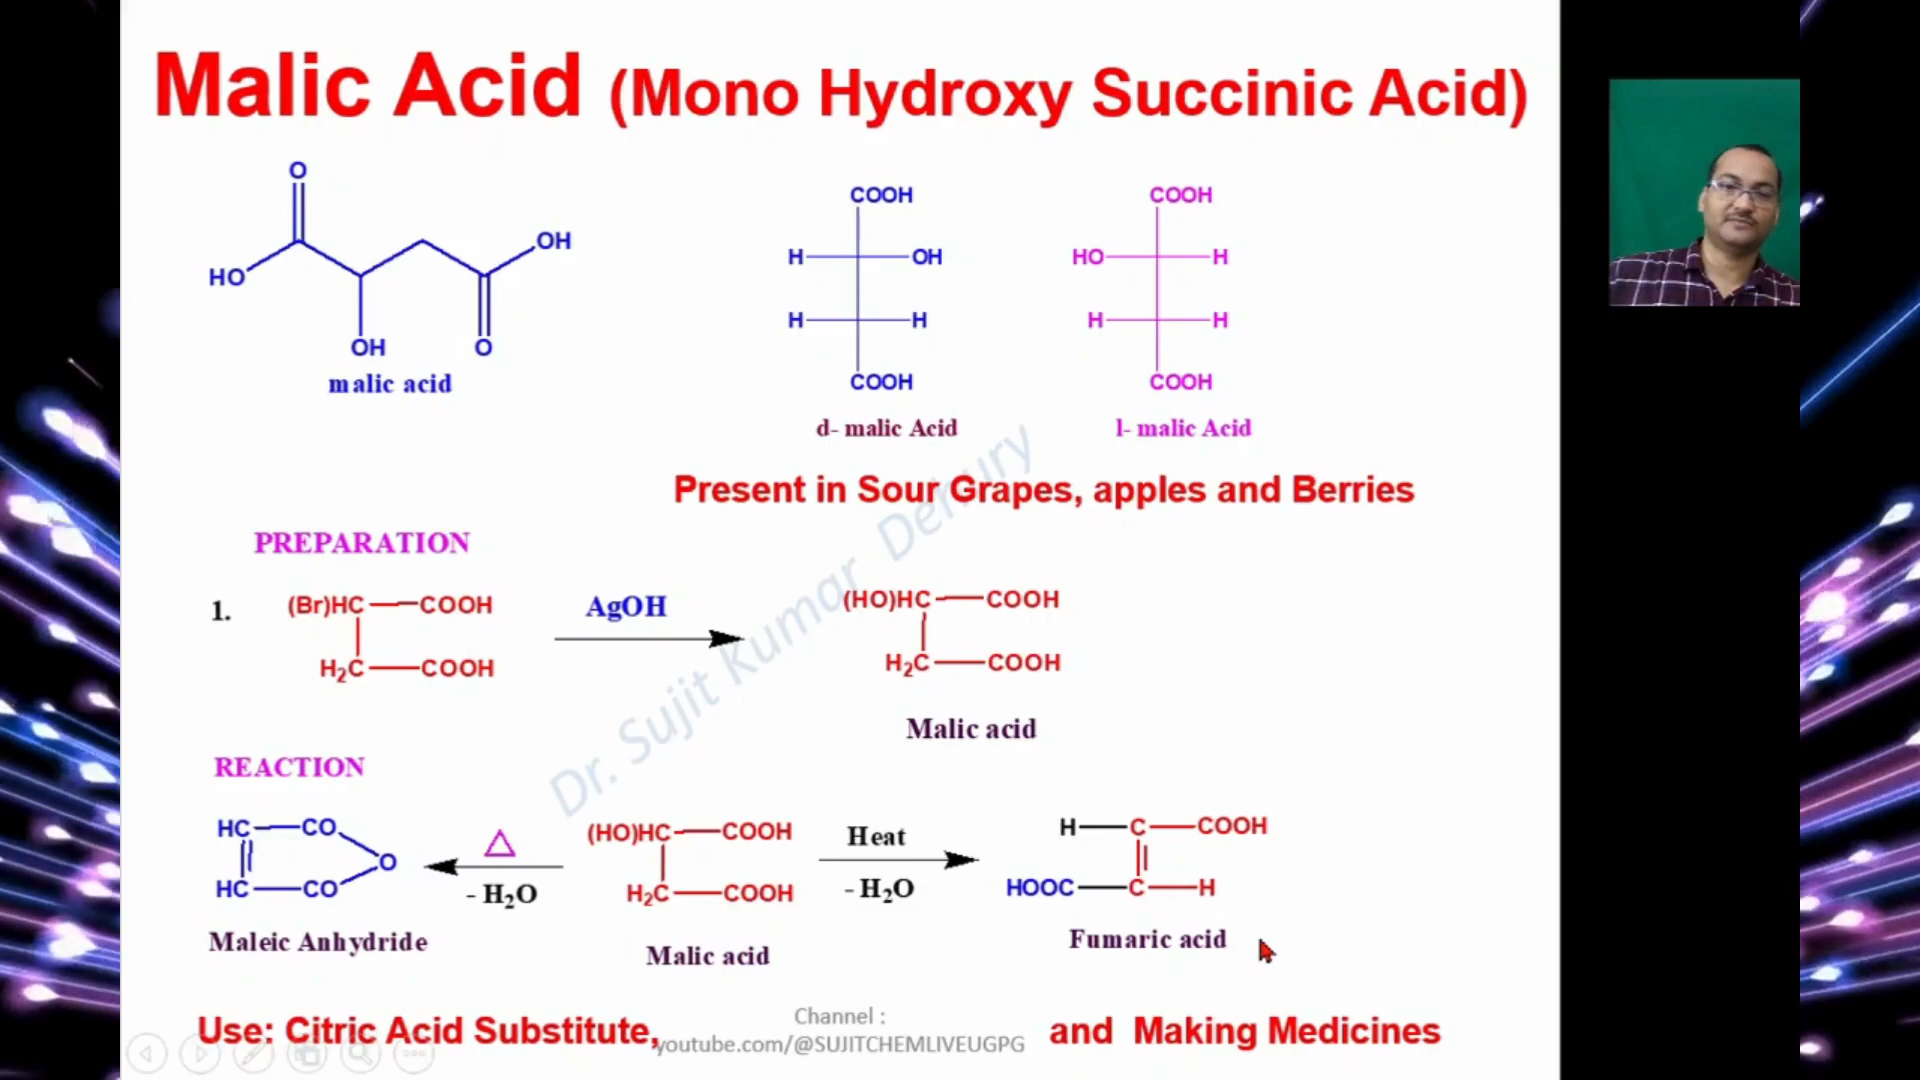 Malic Acid (Mono Hydroxy Succinic Acid)
O
HO
OH
OH
O
malic acid
COOH
H
OH
H
H
COOH
d- malic Acid
COOH
HO
H
H
H
COOH
l- malic Acid
Present in Sour Grapes, apples and Berries
PREPARATION
1.
(Br)HC COOH
H₂C COOH
AgOH
(HO)HC COOH
H₂C COOH
Malic acid
REACTION
HC CO
O
HC CO
Maleic Anhydride
△
- H₂O
(HO)HC COOH
H₂C COOH
Malic acid
Heat
- H₂O
H C COOH
HOOC C H
Fumaric acid
Use: Citric Acid Substitute, and Making Medicines
Channel :
youtube.com/@SUJITCHEMLIVEUGPG
Dr. Sujit Kumar Dehury